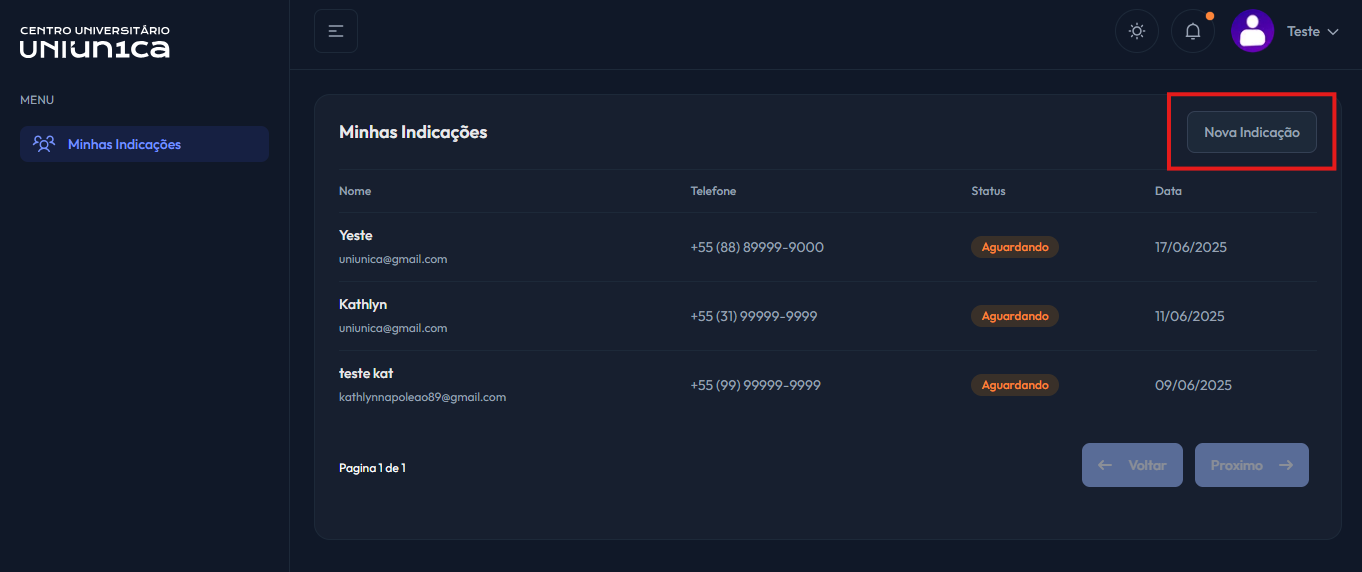 CENTRO UNIVERSITÁRIO
UNIUN1CA
Teste
MENU
Minhas Indicações
Minhas Indicações
Nova Indicação
Nome Telefone Status Data
Yeste
uniunica@gmail.com
+55 (88) 89999-9000 Aguardando 17/06/2025
Kathlyn
uniunica@gmail.com
+55 (31) 99999-9999 Aguardando 11/06/2025
teste kat
kathlynnapoleao89@gmail.com
+55 (99) 99999-9999 Aguardando 09/06/2025
Pagina 1 de 1
Voltar Proximo